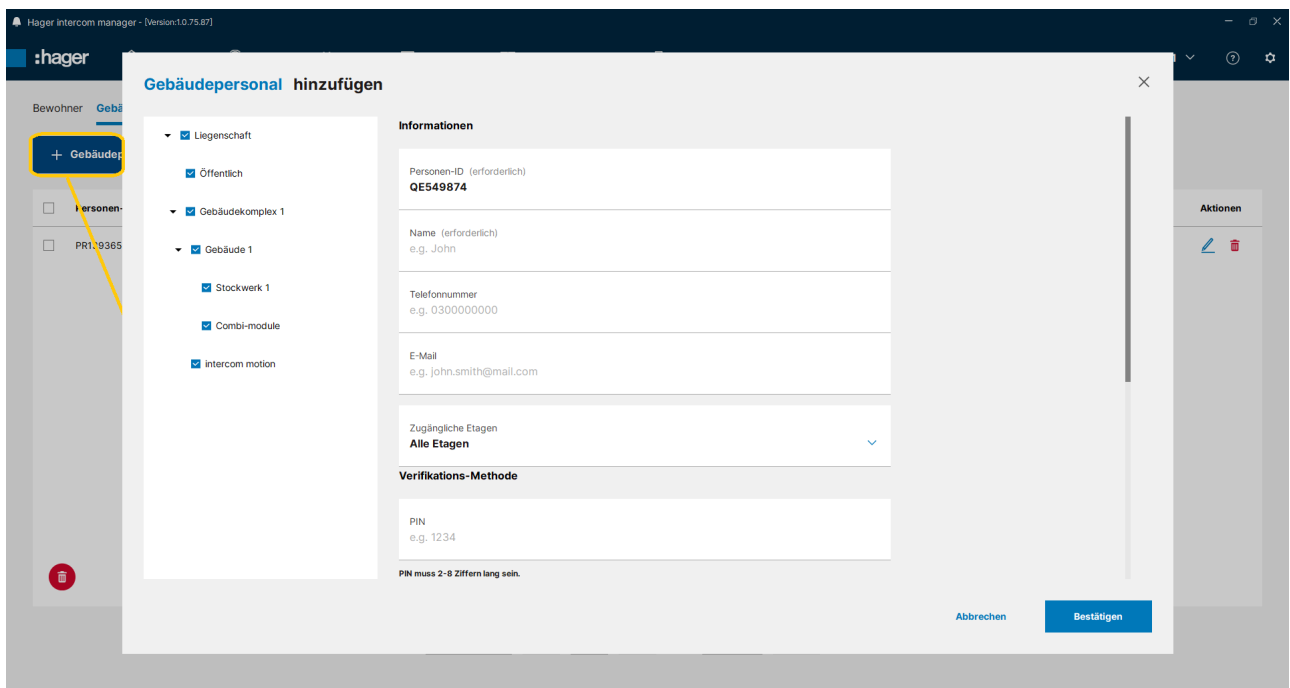 Hager intercom manager - [Version:1.0.75.87]
:hager
Gebäudepersonal hinzufügen
Bewohner Gebä
+ Gebäudep
Personen-
Aktionen
Liegenschaft
Öffentlich
Gebäudekomplex 1
Gebäude 1
Stockwerk 1
Combi-module
intercom motion
Informationen
Personen-ID (erforderlich)
QE549874
Name (erforderlich)
e.g. John
Telefonnummer
e.g. 0300000000
E-Mail
e.g. john.smith@mail.com
Zugängliche Etagen
Alle Etagen
Verifikations-Methode
PIN
e.g. 1234
PIN muss 2-8 Ziffern lang sein.
Abbrechen
Bestätigen